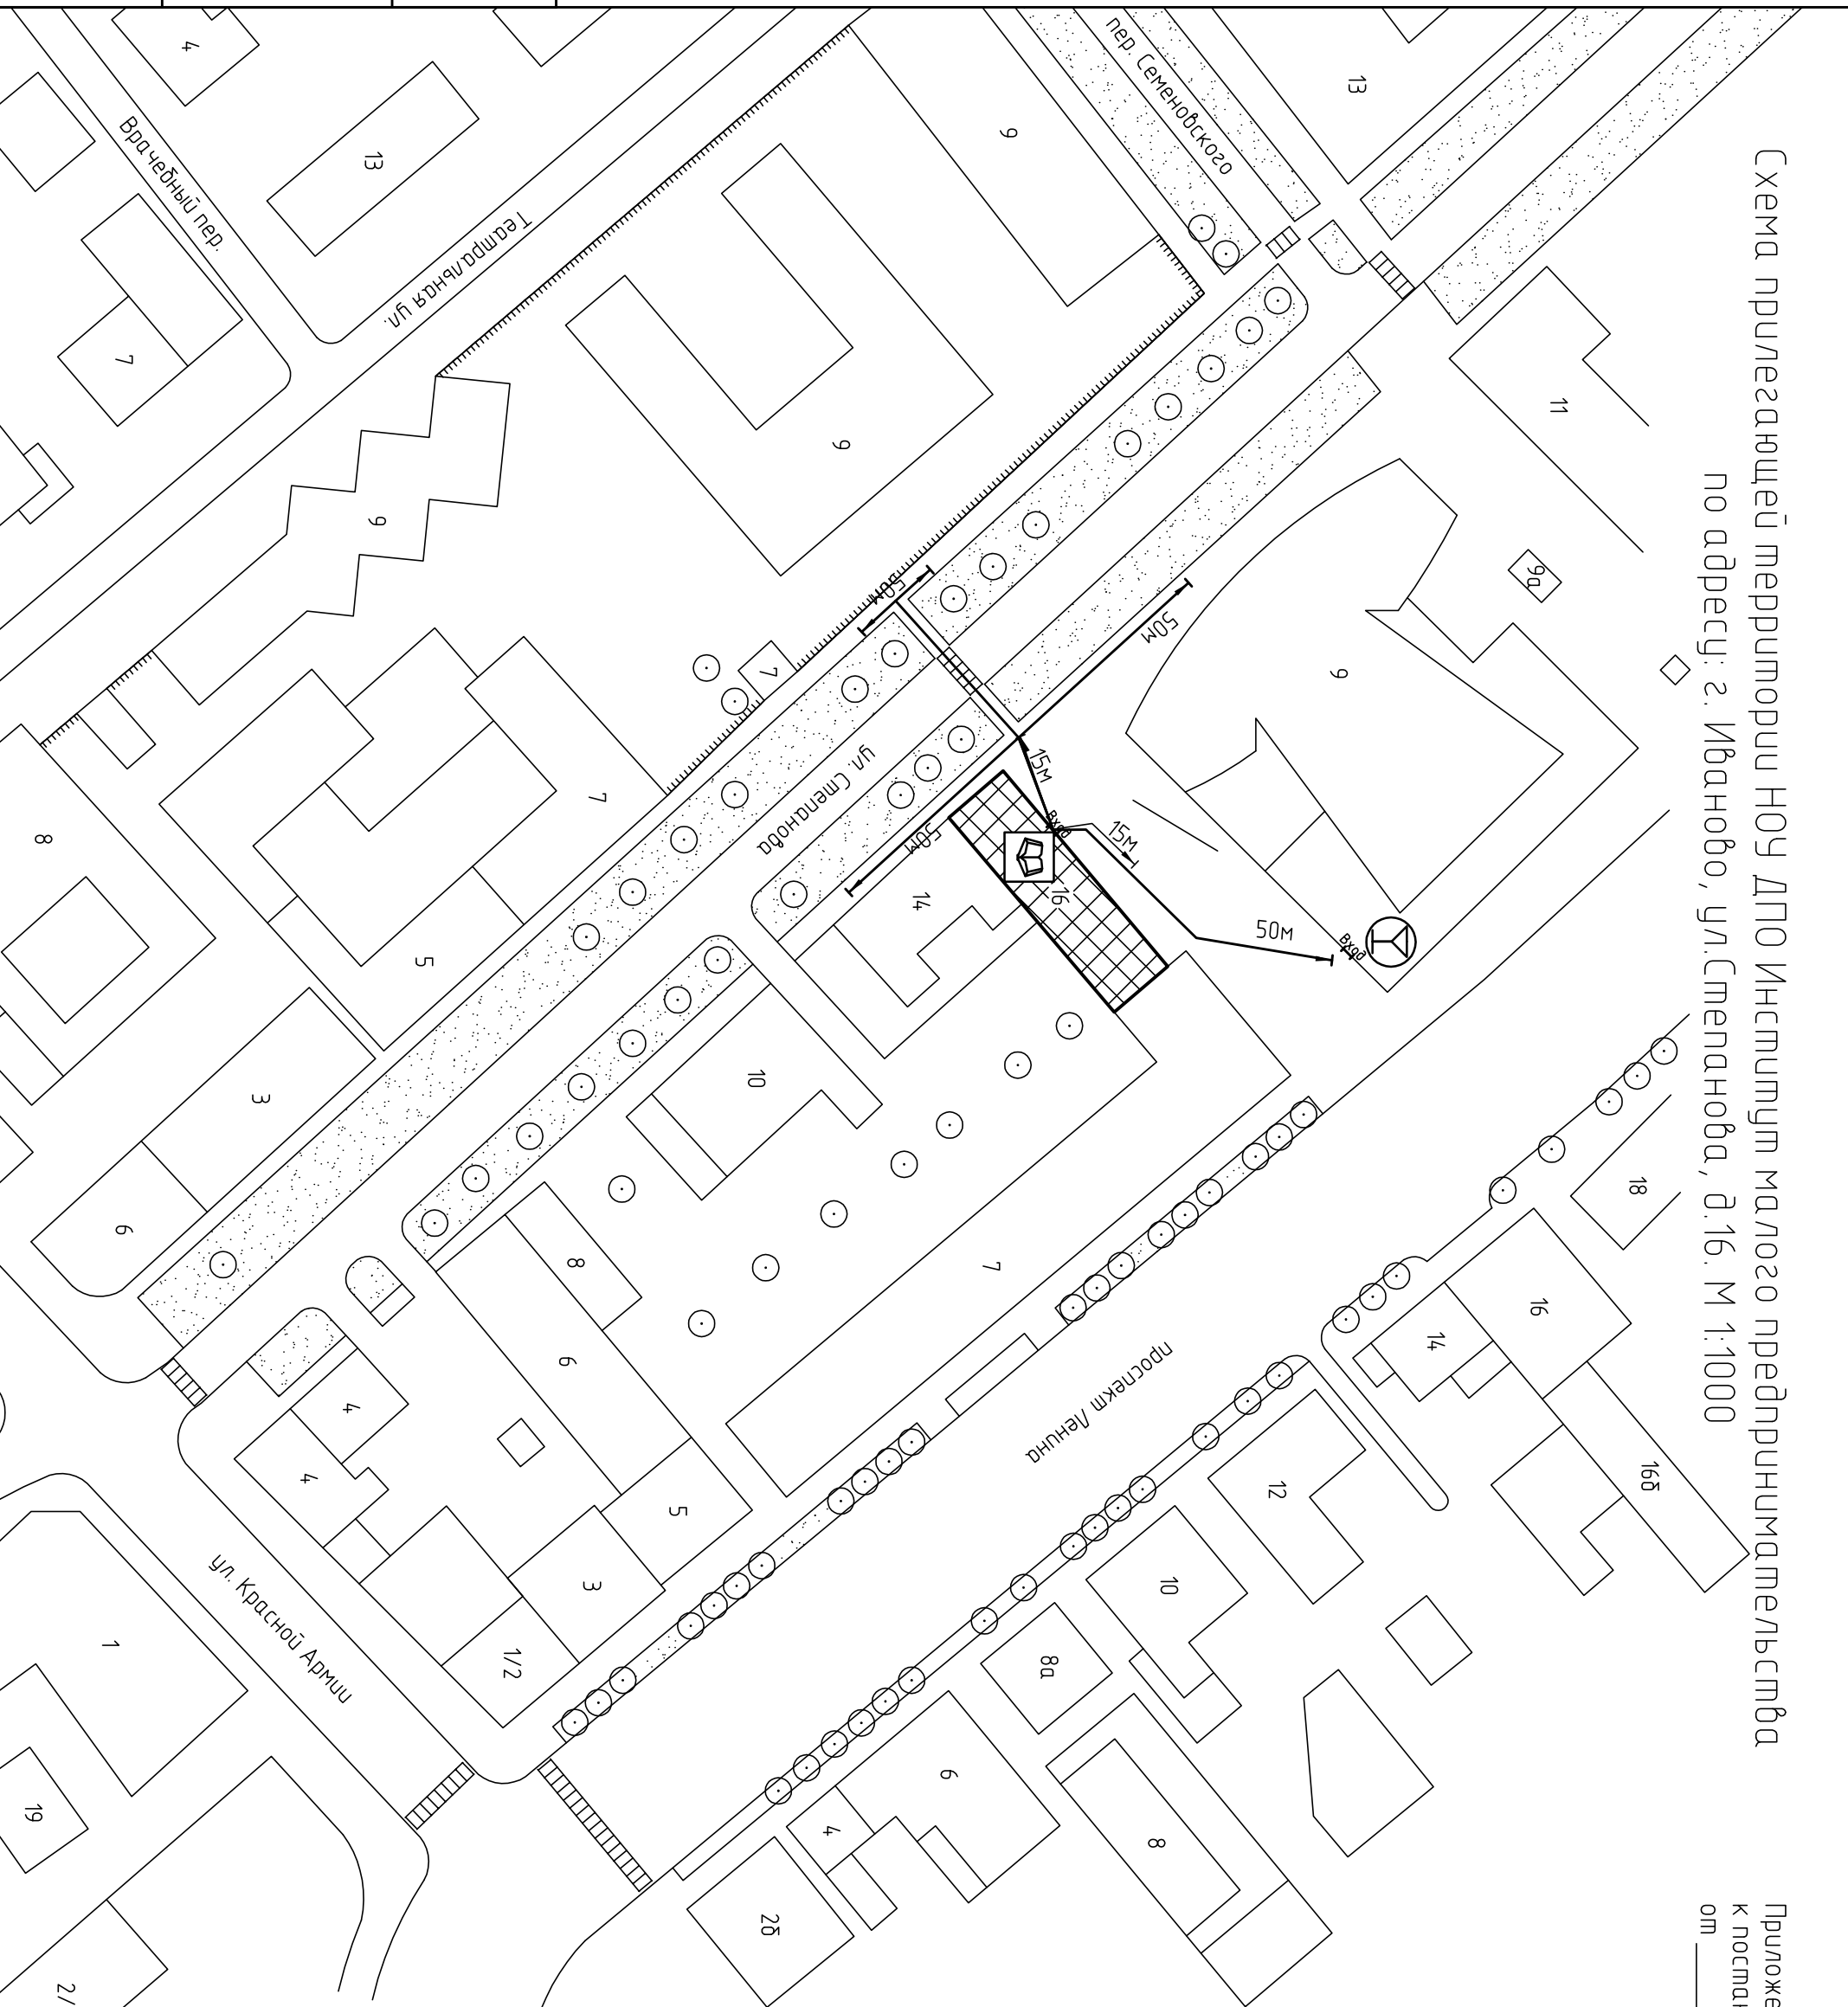 Схема прилегающей территории НОУ ДПО Институт малого предпринимательства
по адресу: г. Иваново, ул.Степанова, д.16. М 1:1000
Приложе
к постан
от
пер. Семеновского
Врачебный пер.
Театральная ул.
ул. Степанова
проспект Ленина
ул. Красной Армии
4
13
7
9
13
9
9
9
11
9а
9
7
7
8
5
3
6
14
16
Вход
15м
15м
50м
50м
50м
50м
Вход
10
8
6
7
4
4
5
3
1/2
1
19
2/
18
16
14
16б
12
10
8а
6
4
8
2б